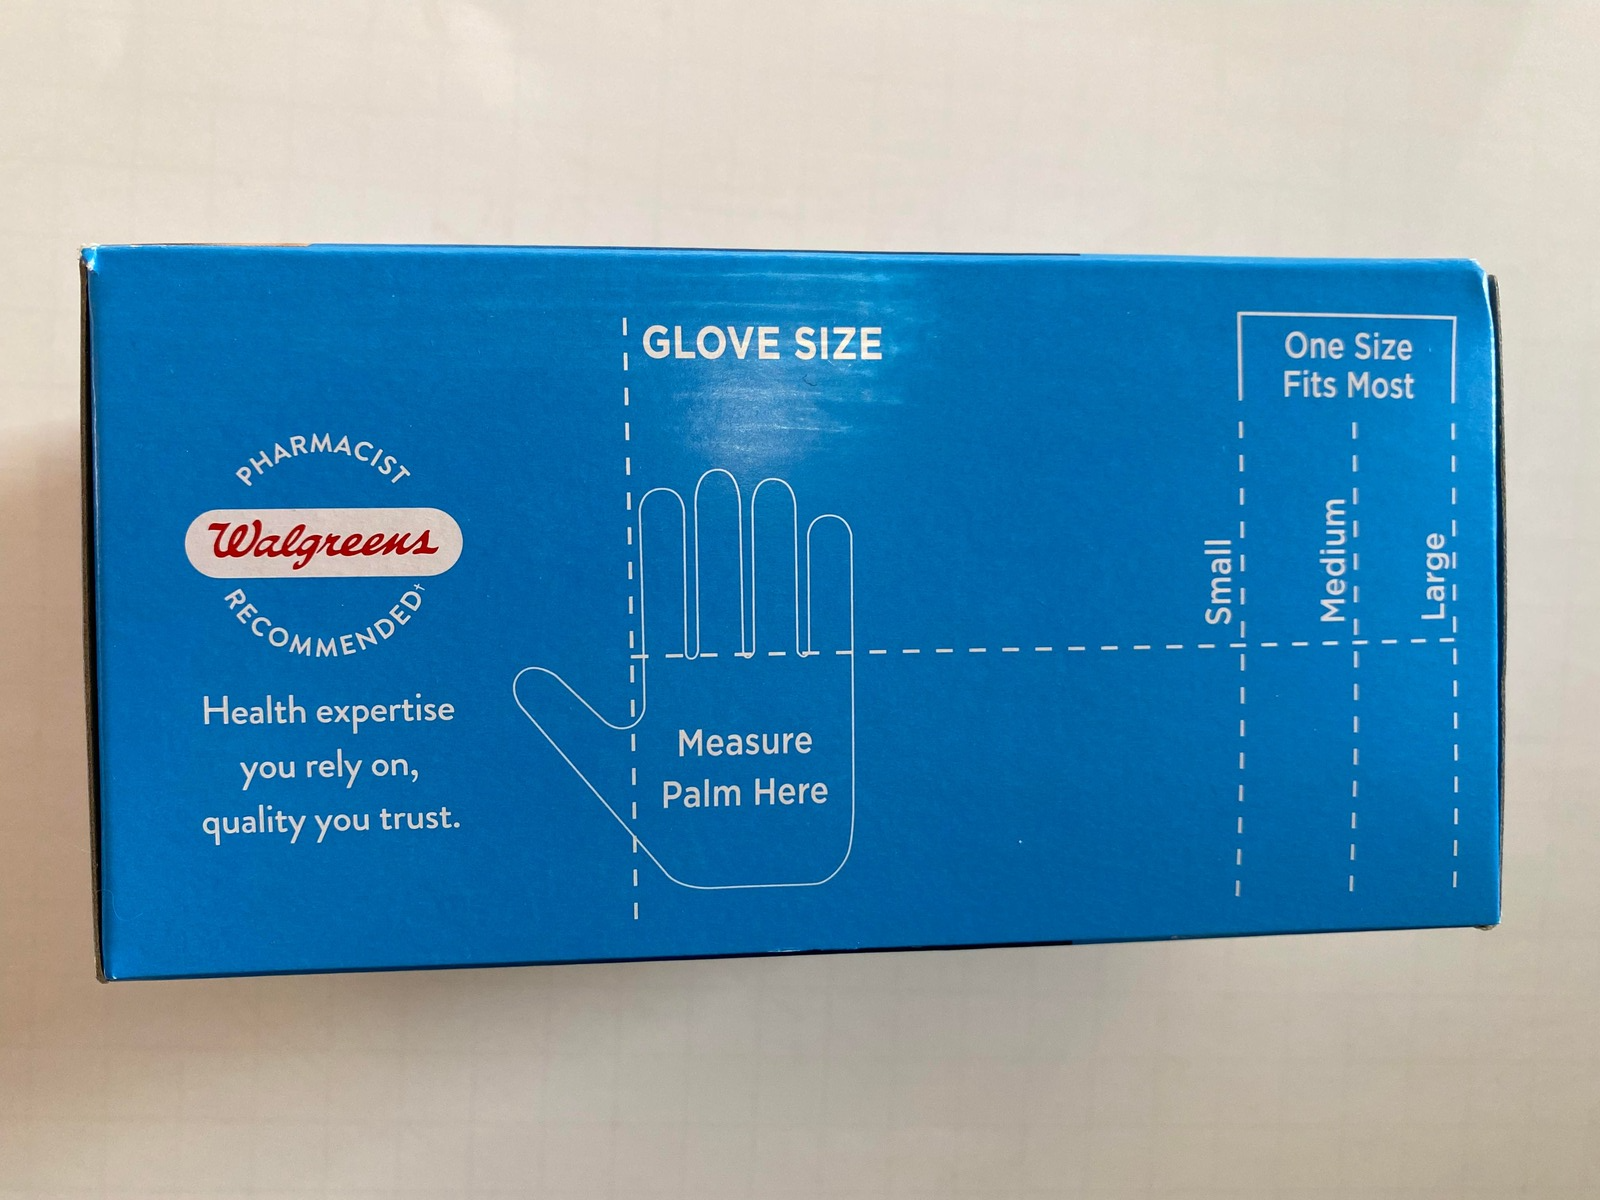 GLOVE SIZE
One Size
Fits Most
PHARMACIST
Walgreens
RECOMMENDED†
Health expertise
you rely on,
quality you trust.
Measure
Palm Here
Small
Medium
Large